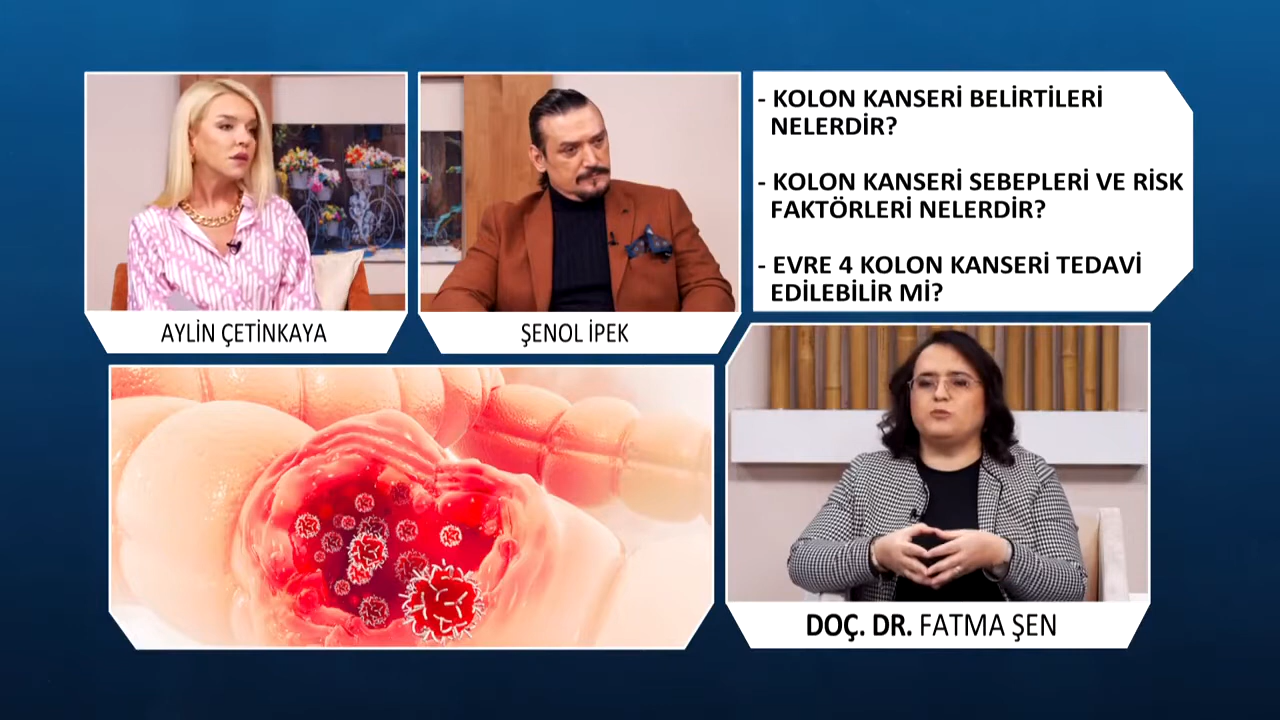 - KOLON KANSERİ BELİRTİLERİ
NELERDİR?
- KOLON KANSERİ SEBEPLERİ VE RİSK
FAKTÖRLERİ NELERDİR?
- EVRE 4 KOLON KANSERİ TEDAVİ
EDİLEBİLİR Mİ?
AYLİN ÇETİNKAYA
ŞENOL İPEK
DOÇ. DR. FATMA ŞEN